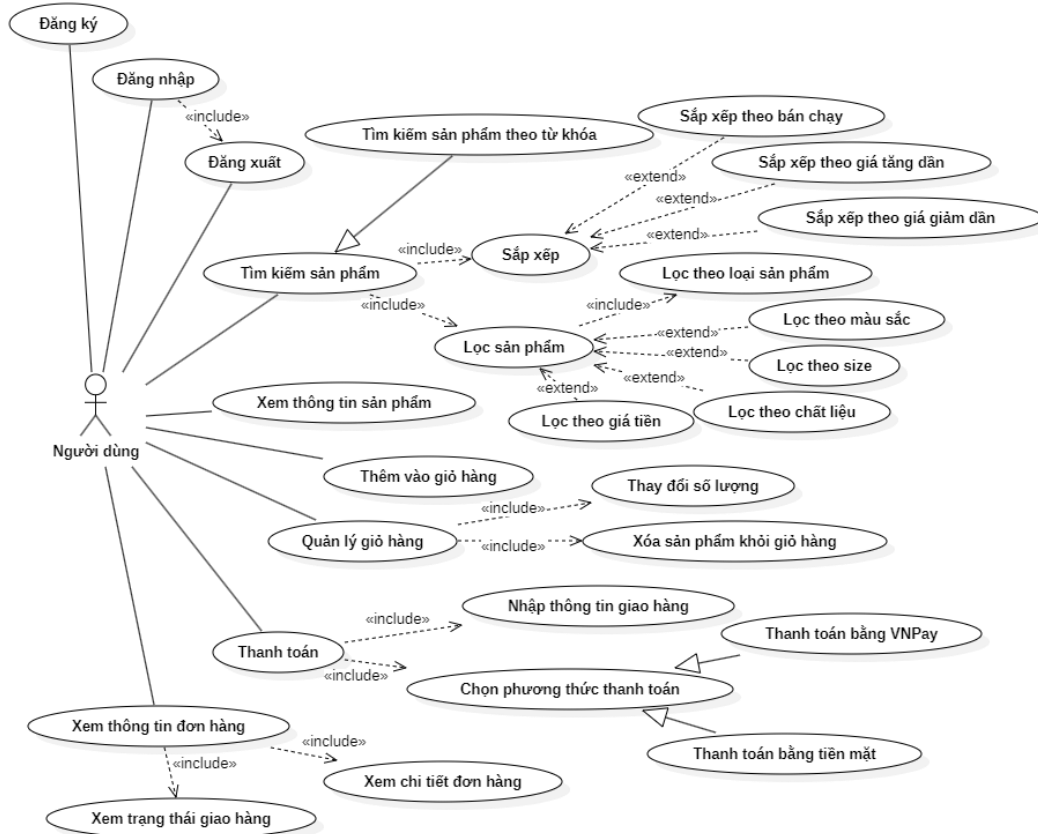 Đăng ký
Đăng nhập
«include»
Đăng xuất
Tìm kiếm sản phẩm theo từ khóa
Sắp xếp theo bán chạy
Sắp xếp theo giá tăng dần
Sắp xếp theo giá giảm dần
«extend»
«extend»
«extend»
Tìm kiếm sản phẩm
«include»
Sắp xếp
«include»
Lọc sản phẩm
«include»
Lọc theo loại sản phẩm
«extend»
Lọc theo màu sắc
«extend»
Lọc theo size
«extend»
Lọc theo chất liệu
«extend»
Lọc theo giá tiền
Người dùng
Xem thông tin sản phẩm
Thêm vào giỏ hàng
Quản lý giỏ hàng
«include»
Thay đổi số lượng
«include»
Xóa sản phẩm khỏi giỏ hàng
Thanh toán
«include»
Nhập thông tin giao hàng
«include»
Chọn phương thức thanh toán
Thanh toán bằng VNPay
Thanh toán bằng tiền mặt
Xem thông tin đơn hàng
«include»
Xem chi tiết đơn hàng
«include»
Xem trạng thái giao hàng